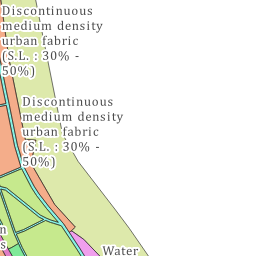 Discontinuous
medium density
urban fabric
(S.L. : 30% -
50%)
Discontinuous
medium density
urban fabric
(S.L. : 30% -
50%)
n
s
Water